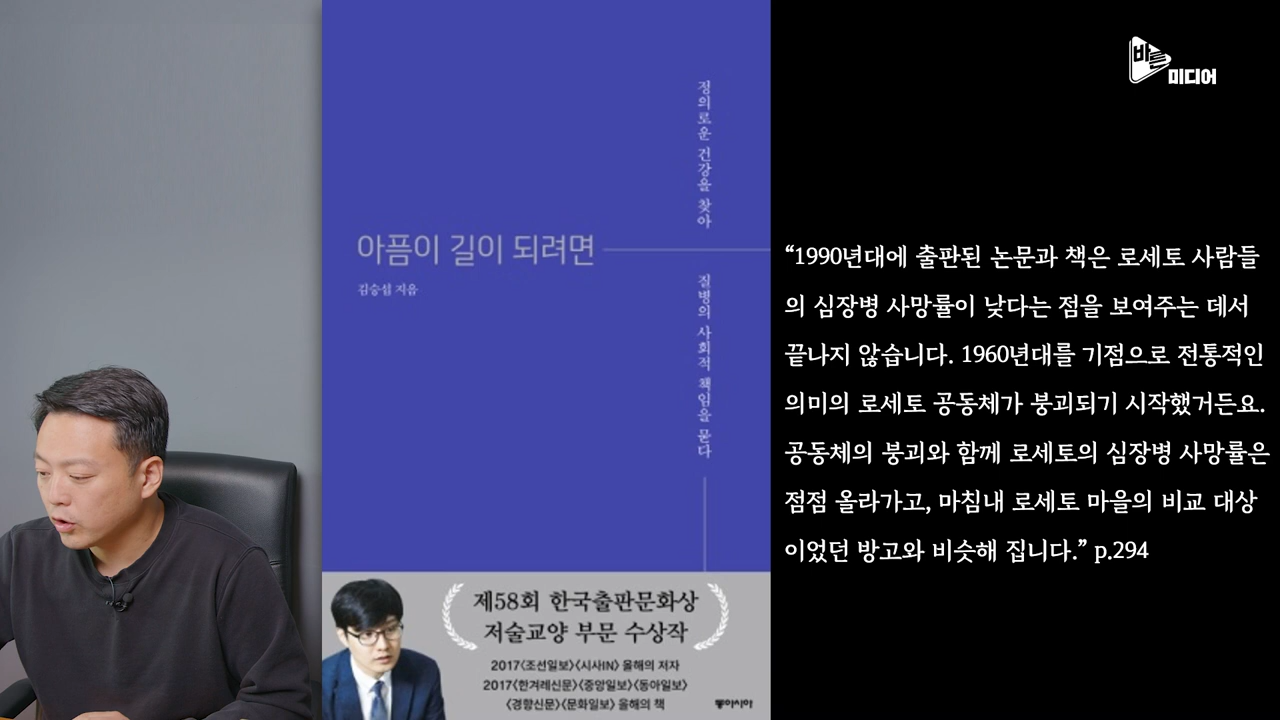 바른
미디어
정의로운 건강을 찾아
질병의 사회적 책임을 묻다
아픔이 길이 되려면
김승섭 지음
제58회 한국출판문화상
저술교양 부문 수상작
2017<조선일보><시사IN> 올해의 저자
2017<한겨레신문><중앙일보><동아일보>
<경향신문><문화일보> 올해의 책
동아시아
“1990년대에 출판된 논문과 책은 로세토 사람들
의 심장병 사망률이 낮다는 점을 보여주는 데서
끝나지 않습니다. 1960년대를 기점으로 전통적인
의미의 로세토 공동체가 붕괴되기 시작했거든요.
공동체의 붕괴와 함께 로세토의 심장병 사망률은
점점 올라가고, 마침내 로세토 마을의 비교 대상
이었던 방고와 비슷해 집니다.” p.294